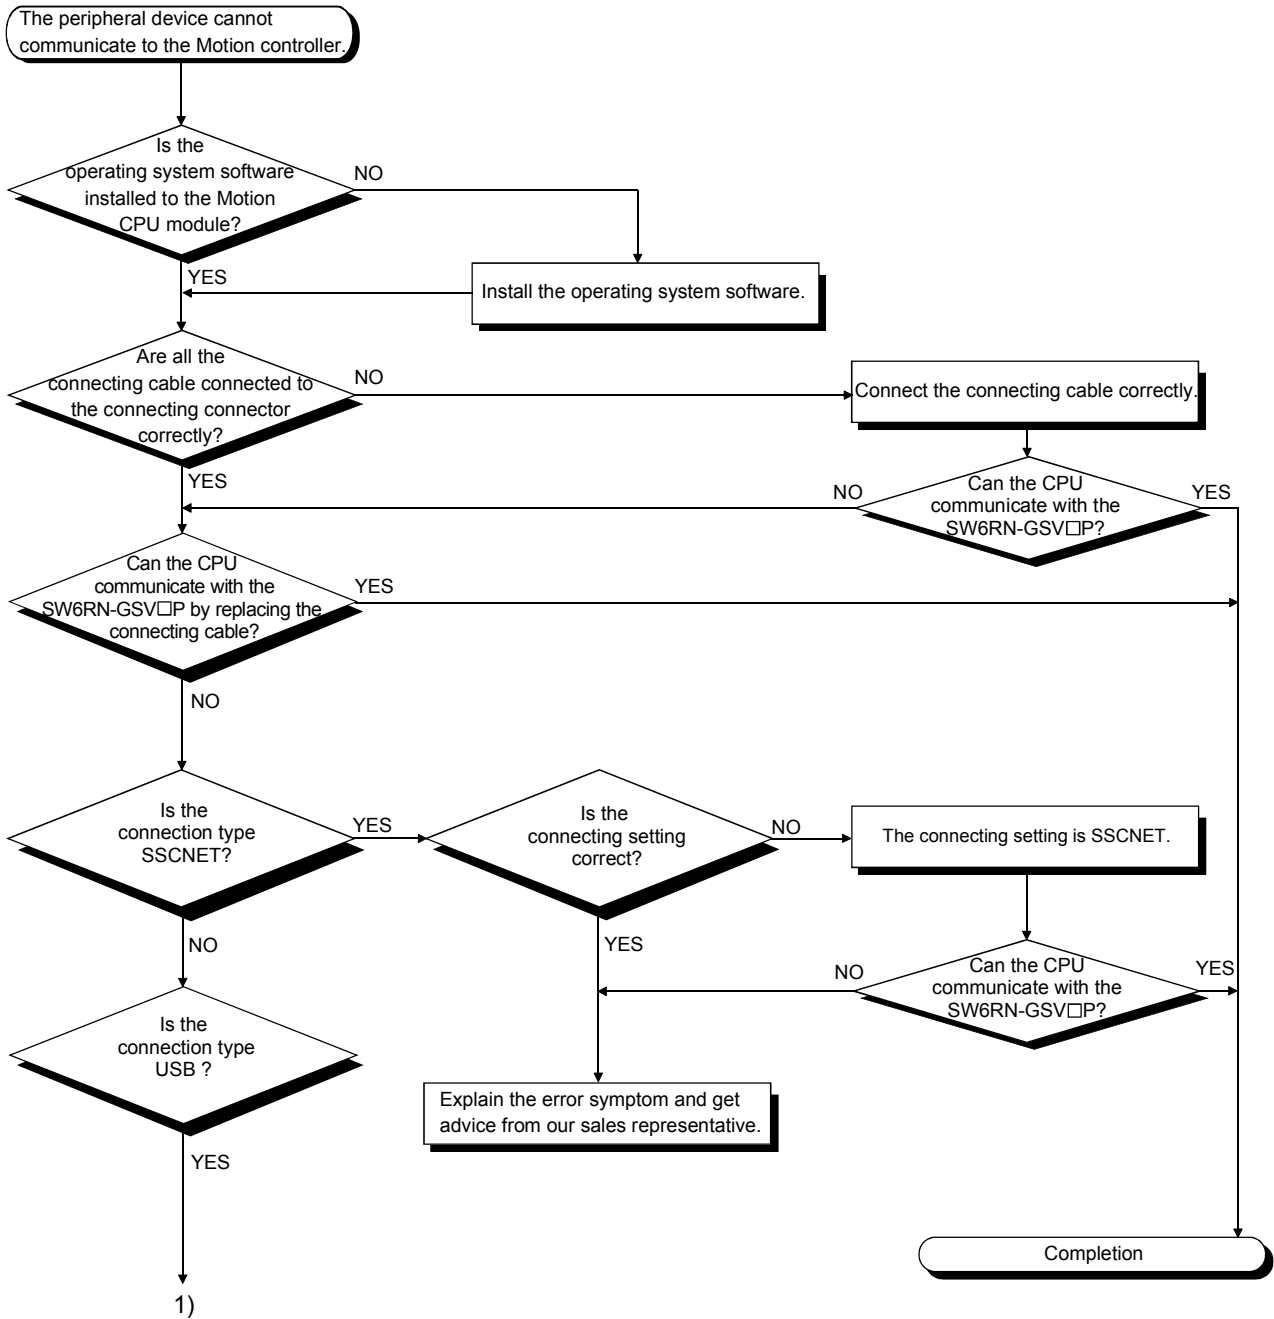 The peripheral device cannot
communicate to the Motion controller.
Is the
operating system software
installed to the Motion
CPU module?
NO
YES
Install the operating system software.
Are all the
connecting cable connected to
the connecting connector
correctly?
NO
Connect the connecting cable correctly.
YES
Can the CPU
communicate with the
SW6RN-GSV□P?
NO
YES
Can the CPU
communicate with the
SW6RN-GSV□P by replacing the
connecting cable?
YES
NO
Is the
connection type
SSCNET?
YES
Is the
connecting setting
correct?
NO
The connecting setting is SSCNET.
NO
YES
Can the CPU
communicate with the
SW6RN-GSV□P?
NO
YES
Is the
connection type
USB ?
Explain the error symptom and get
advice from our sales representative.
YES
Completion
1)